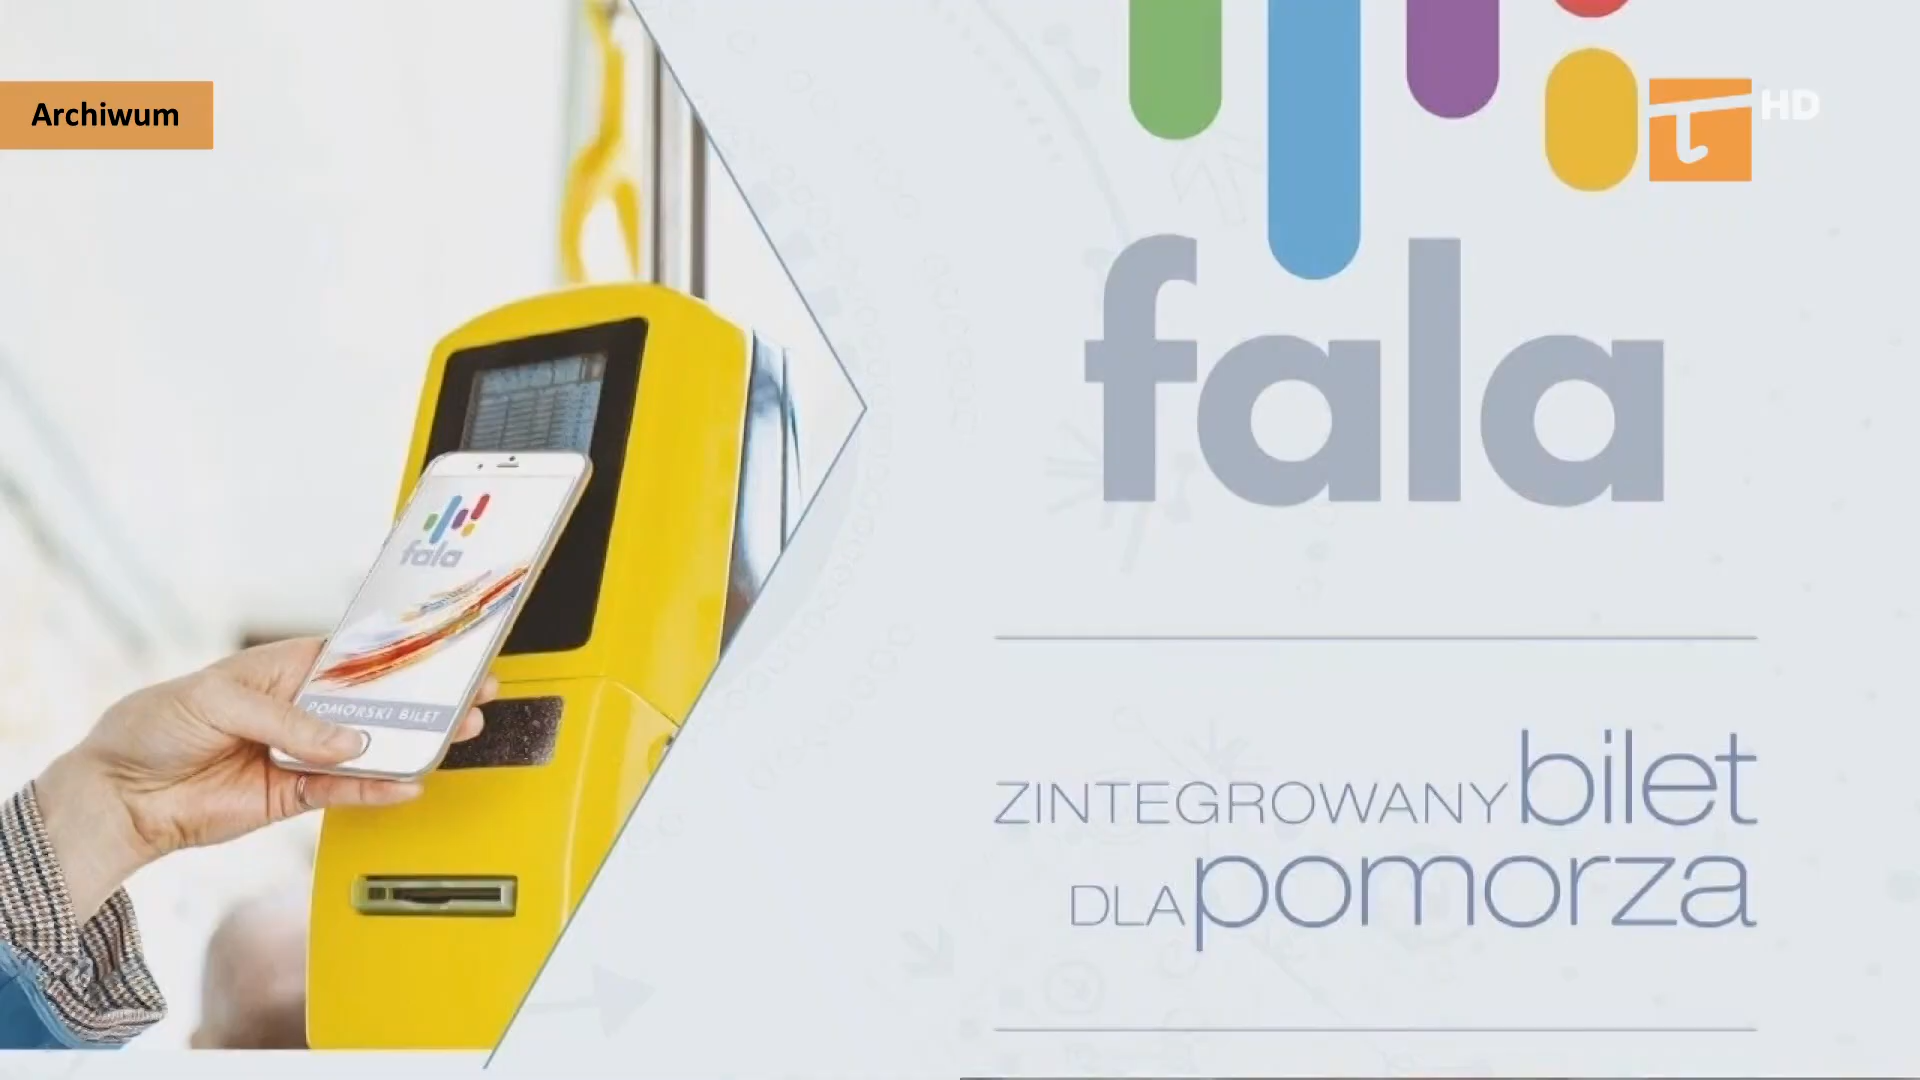 Archiwum
HD
fala
fala
POMORSKI BILET
ZINTEGROWANY bilet
DLA pomorza